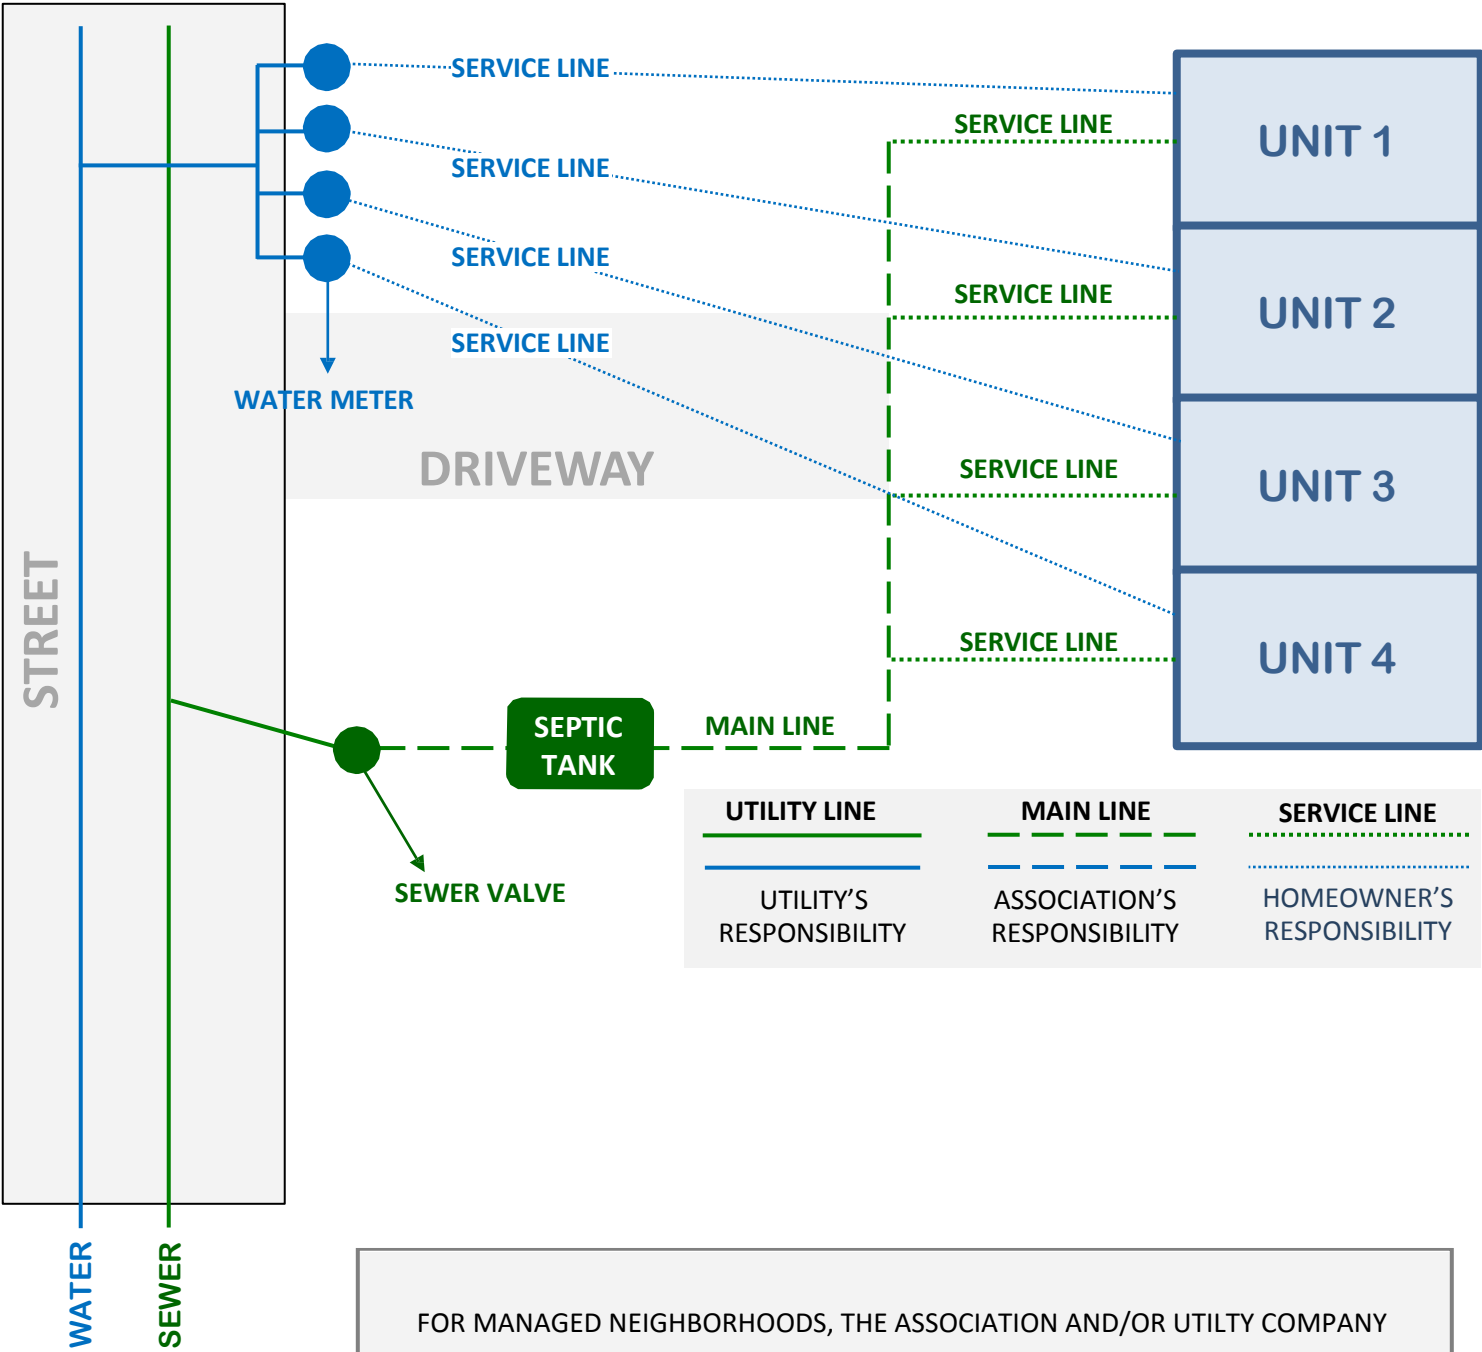 SERVICE LINE
SERVICE LINE
UNIT 1
SERVICE LINE
SERVICE LINE
SERVICE LINE
UNIT 2
SERVICE LINE
WATER METER
DRIVEWAY
SERVICE LINE
UNIT 3
STREET
SERVICE LINE
UNIT 4
SEPTIC
TANK
MAIN LINE
SEWER VALVE
UTILITY LINE
MAIN LINE
SERVICE LINE
UTILITY'S
RESPONSIBILITY
ASSOCIATION'S
RESPONSIBILITY
HOMEOWNER'S
RESPONSIBILITY
WATER
SEWER
FOR MANAGED NEIGHBORHOODS, THE ASSOCIATION AND/OR UTILTY COMPANY